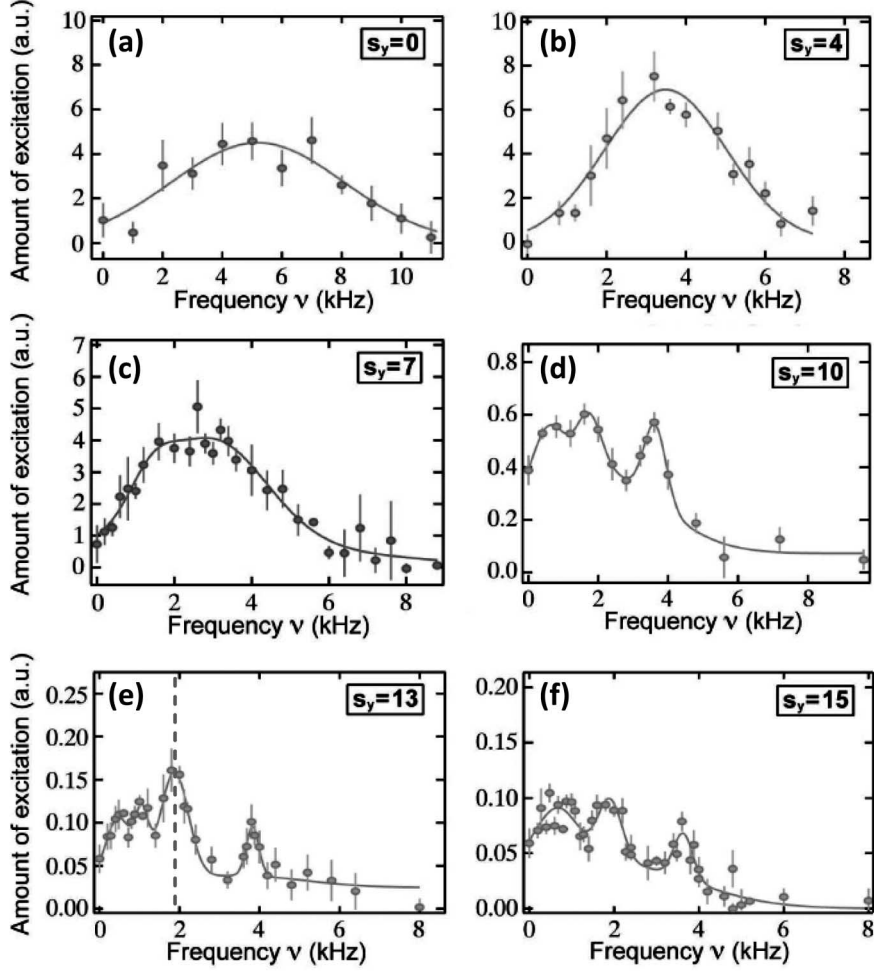 Amount of excitation (a.u.)
(a)
s_y=0
10
8
6
4
2
0
0 2 4 6 8 10
Frequency ν (kHz)
(b)
s_y=4
10
8
6
4
2
0
0 2 4 6 8
Frequency ν (kHz)
Amount of excitation (a.u.)
(c)
s_y=7
7
6
5
4
3
2
1
0
0 2 4 6 8
Frequency ν (kHz)
(d)
s_y=10
0.8
0.6
0.4
0.2
0.0
0 2 4 6 8
Frequency ν (kHz)
Amount of excitation (a.u.)
(e)
s_y=13
0.25
0.20
0.15
0.10
0.05
0.00
0 2 4 6 8
Frequency ν (kHz)
(f)
s_y=15
0.20
0.15
0.10
0.05
0.00
0 2 4 6 8
Frequency ν (kHz)